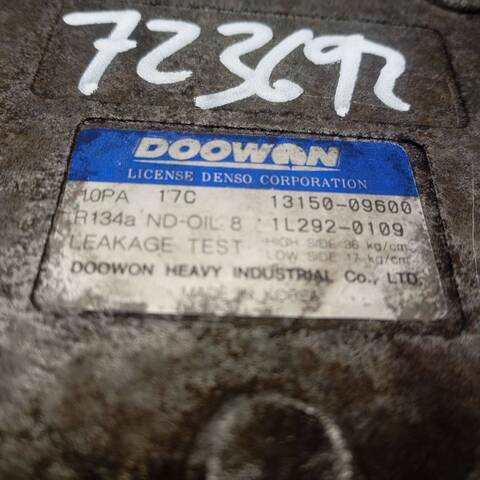 723692
DOOWON
LICENSE DENSO CORPORATION
10PA 17C 13150-09600
R134a ND-OIL 8 1L292-0109
LEAKAGE TEST HIGH SIDE 36 kg/cm
LOW SIDE 17 kg/cm
DOOWON HEAVY INDUSTRIAL Co., LTD.
MADE IN KOREA